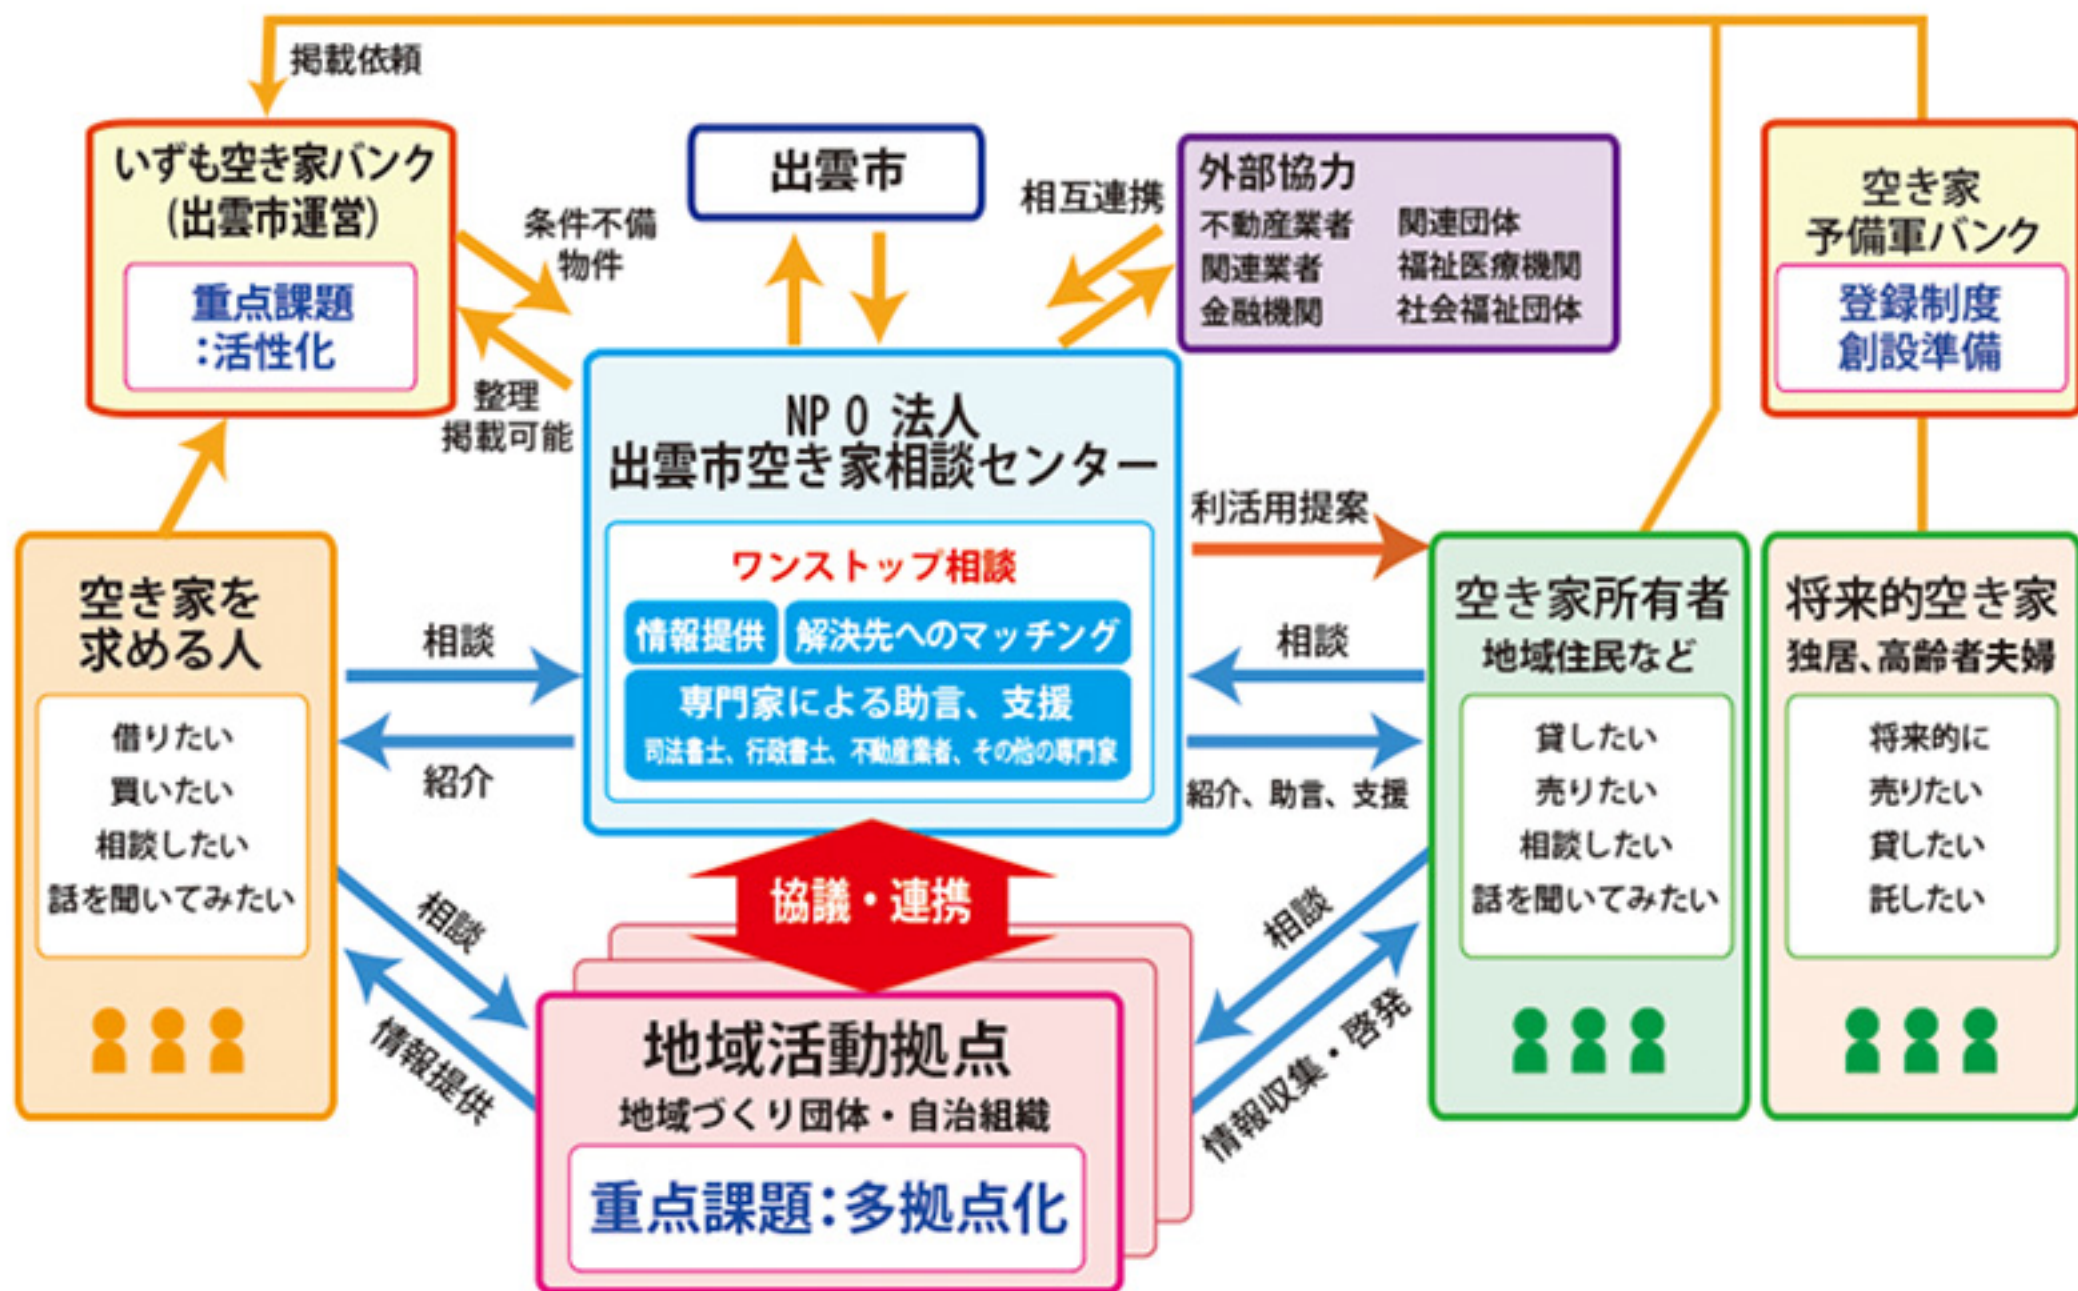 掲載依頼
いずも空き家バンク
(出雲市運営)
重点課題
:活性化
条件不備
物件
整理
掲載可能
出雲市
相互連携
外部協力
不動産業者 関連団体
関連業者 福祉医療機関
金融機関 社会福祉団体
空き家
予備軍バンク
登録制度
創設準備
NPO 法人
出雲市空き家相談センター
ワンストップ相談
情報提供 解決先へのマッチング
専門家による助言、支援
司法書士、行政書士、不動産業者、その他の専門家
利活用提案
空き家を
求める人
借りたい
買いたい
相談したい
話を聞いてみたい
相談
紹介
相談
紹介、助言、支援
空き家所有者
地域住民など
貸したい
売りたい
相談したい
話を聞いてみたい
将来的空き家
独居、高齢者夫婦
将来的に
売りたい
貸したい
託したい
協議・連携
相談
情報提供
相談
情報収集・啓発
地域活動拠点
地域づくり団体・自治組織
重点課題:多拠点化